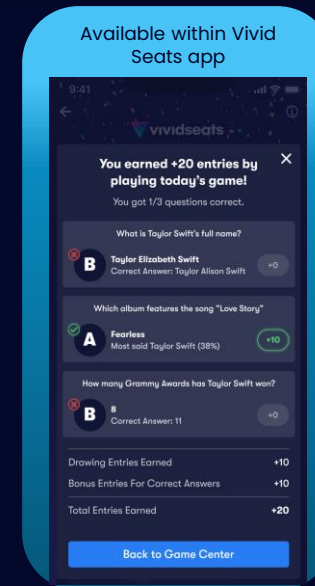 Available within Vivid
Seats app
9:41
vividseats
You earned +20 entries by
playing today's game!
You got 1/3 questions correct.
What is Taylor Swift's full name?
B
Taylor Elizabeth Swift
Correct Answer: Taylor Alison Swift
+0
Which album features the song "Love Story"
A
Fearless
Most said Taylor Swift (38%)
+10
How many Grammy Awards has Taylor Swift won?
B
8
Correct Answer: 11
+0
Drawing Entries Earned +10
Bonus Entries For Correct Answers +10
Total Entries Earned +20
Back to Game Center